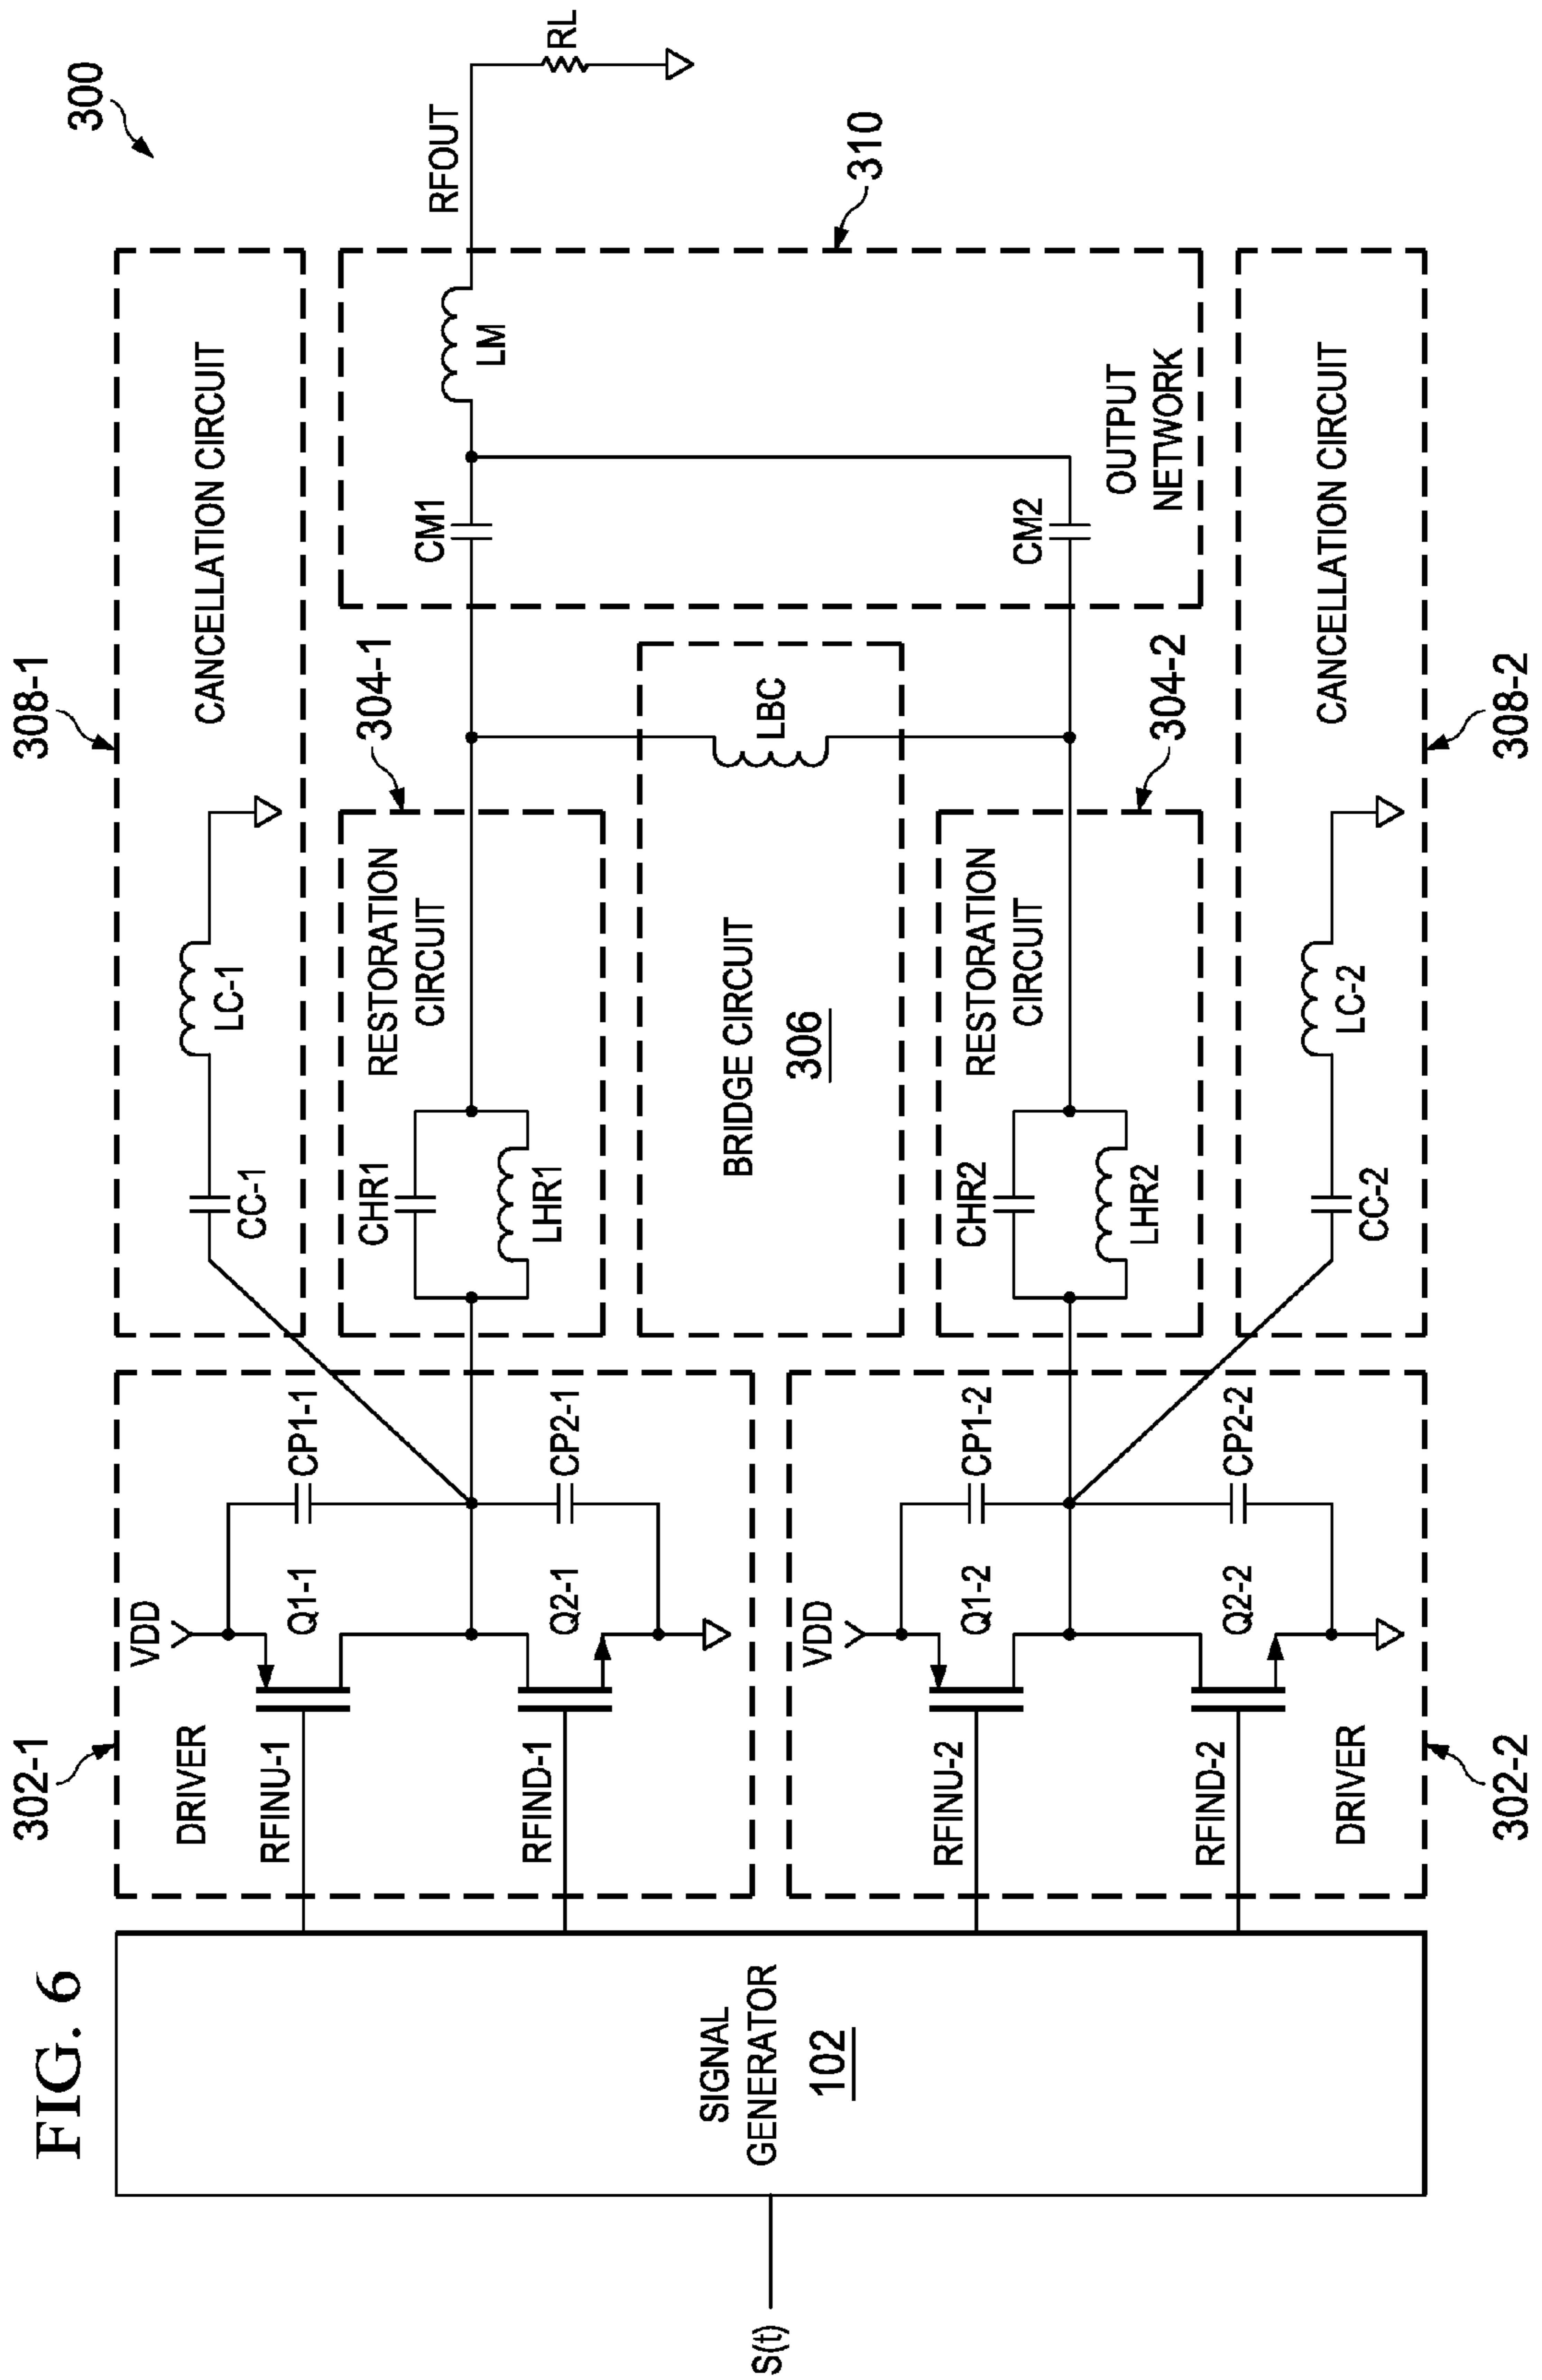 FIG. 6
300
308-1
CANCELLATION CIRCUIT
CC-1
LC-1
302-1
DRIVER
VDD
RFINU-1
Q1-1
CP1-1
RFIND-1
Q2-1
CP2-1
304-1
RESTORATION
CIRCUIT
CHR1
LHR1
BRIDGE CIRCUIT
306
LBC
CM1
LM
RFOUT
RL
310
CM2
OUTPUT
NETWORK
S(t)
SIGNAL
GENERATOR
102
VDD
RFINU-2
Q1-2
CP1-2
RFIND-2
Q2-2
CP2-2
DRIVER
302-2
304-2
RESTORATION
CIRCUIT
CHR2
LHR2
CANCELLATION CIRCUIT
CC-2
LC-2
308-2